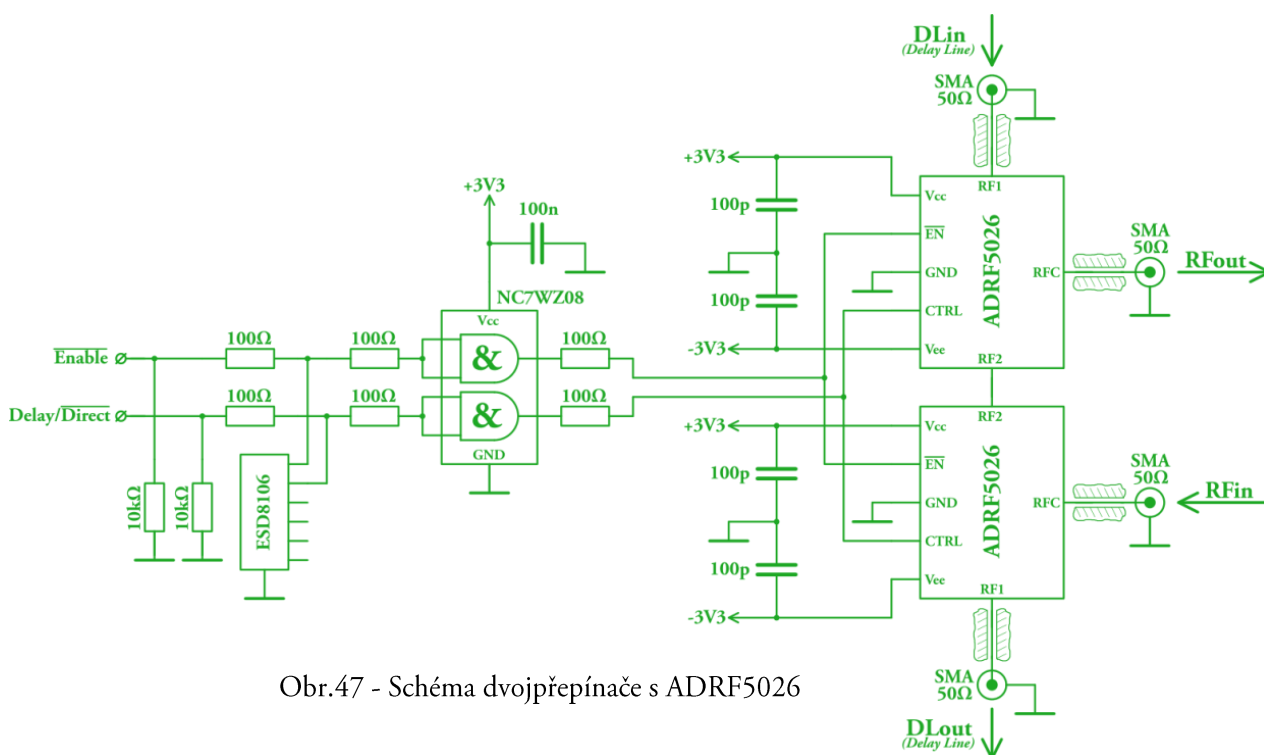 DLin
(Delay Line)
SMA
50Ω
+3V3
100p
100p
-3V3
RF1
Vcc
EN
GND
CTRL
Vee
RF2
RFC
ADRF5026
SMA
50Ω
RFout
+3V3
100n
NC7WZ08
Vcc
&
&
GND
Enable
100Ω
100Ω
100Ω
Delay/Direct
100Ω
100Ω
100Ω
10kΩ
10kΩ
ESD8106
+3V3
100p
100p
-3V3
RF2
Vcc
EN
GND
CTRL
Vee
RF1
RFC
ADRF5026
SMA
50Ω
RFin
SMA
50Ω
DLout
(Delay Line)
Obr.47 - Schéma dvojpřepínače s ADRF5026